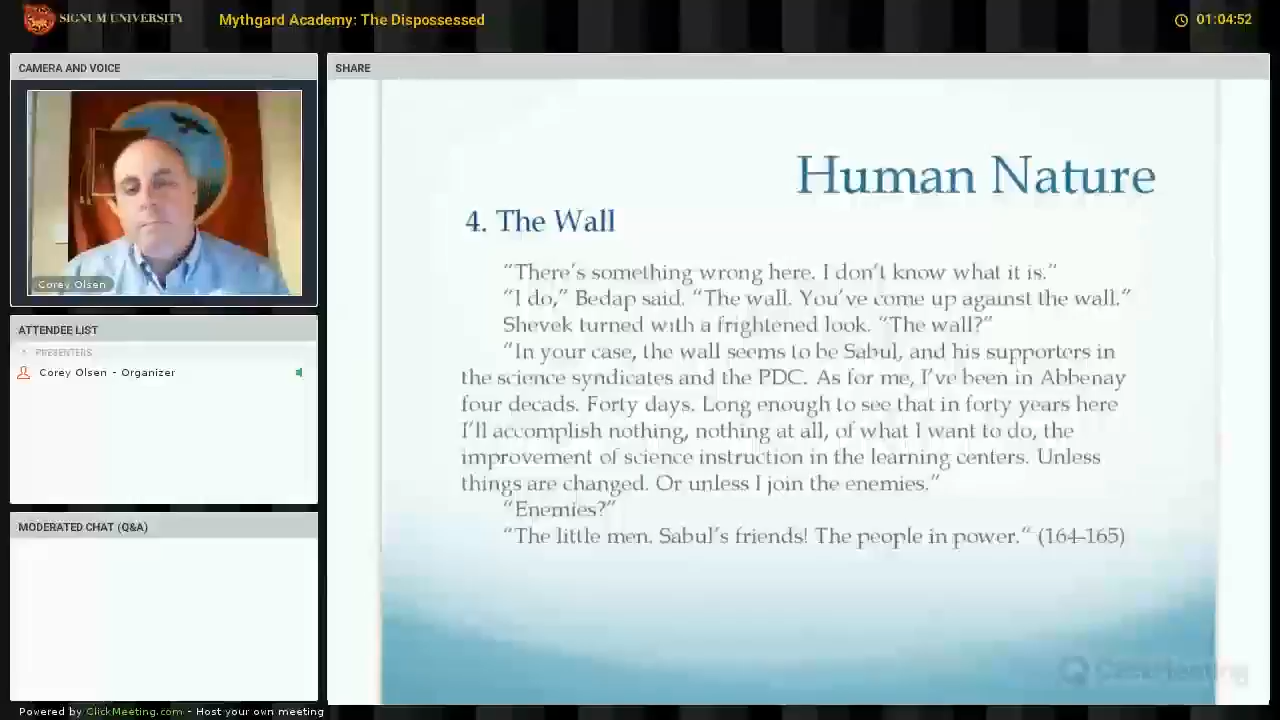 SIGNUM UNIVERSITY
Mythgard Academy: The Dispossessed
01:04:52
CAMERA AND VOICE
Corey Olsen
ATTENDEE LIST
PRESENTERS
Corey Olsen - Organizer
MODERATED CHAT (Q&A)
SHARE
Human Nature
4. The Wall
“There’s something wrong here. I don’t know what it is.”
“I do,” Bedap said. “The wall. You’ve come up against the wall.”
Shevek turned with a frightened look. “The wall?”
“In your case, the wall seems to be Sabul, and his supporters in
the science syndicates and the PDC. As for me, I’ve been in Abbenay
four decads. Forty days. Long enough to see that in forty years here
I’ll accomplish nothing, nothing at all, of what I want to do, the
improvement of science instruction in the learning centers. Unless
things are changed. Or unless I join the enemies.”
“Enemies?”
“The little men. Sabul’s friends! The people in power.” (164-165)
ClickMeeting
Powered by ClickMeeting.com - Host your own meeting